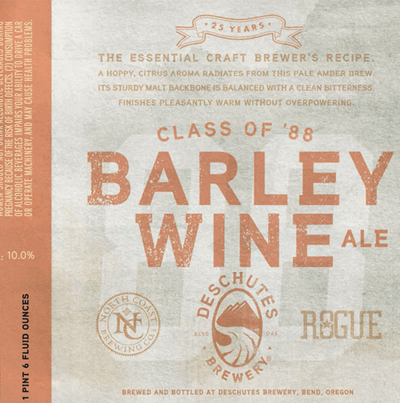 • 25 YEARS •
THE ESSENTIAL CRAFT BREWER'S RECIPE.
A HOPPY, CITRUS AROMA RADIATES FROM THIS PALE AMBER BREW.
ITS STURDY MALT BACKBONE IS BALANCED WITH A CLEAN BITTERNESS.
FINISHES PLEASANTLY WARM WITHOUT OVERPOWERING.
CLASS OF '88
BARLEY
WINE ALE
NORTH COAST
BREWING CO.
NC
DESCHUTES
BREWERY
ROGUE
BREWED AND BOTTLED AT DESCHUTES BREWERY, BEND, OREGON
PREGNANCY BECAUSE OF THE RISK OF BIRTH DEFECTS. (2) CONSUMPTION
OF ALCOHOLIC BEVERAGES IMPAIRS YOUR ABILITY TO DRIVE A CAR
OR OPERATE MACHINERY, AND MAY CAUSE HEALTH PROBLEMS.
10.0%
1 PINT 6 FLUID OUNCES